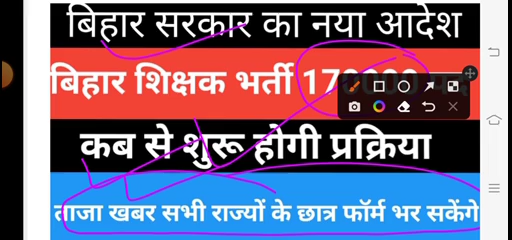 बिहार सरकार का नया आदेश
बिहार शिक्षक भर्ती
कब से शुरू होगी प्रक्रिया
ताजा खबर सभी राज्यों के छात्र फॉर्म भर सकेंगे